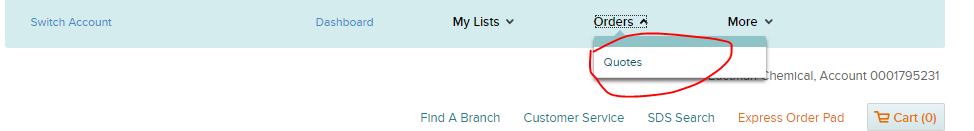 Switch Account Dashboard My Lists Orders More
Quotes
Chemical, Account 0001795231
Find A Branch Customer Service SDS Search Express Order Pad Cart (0)